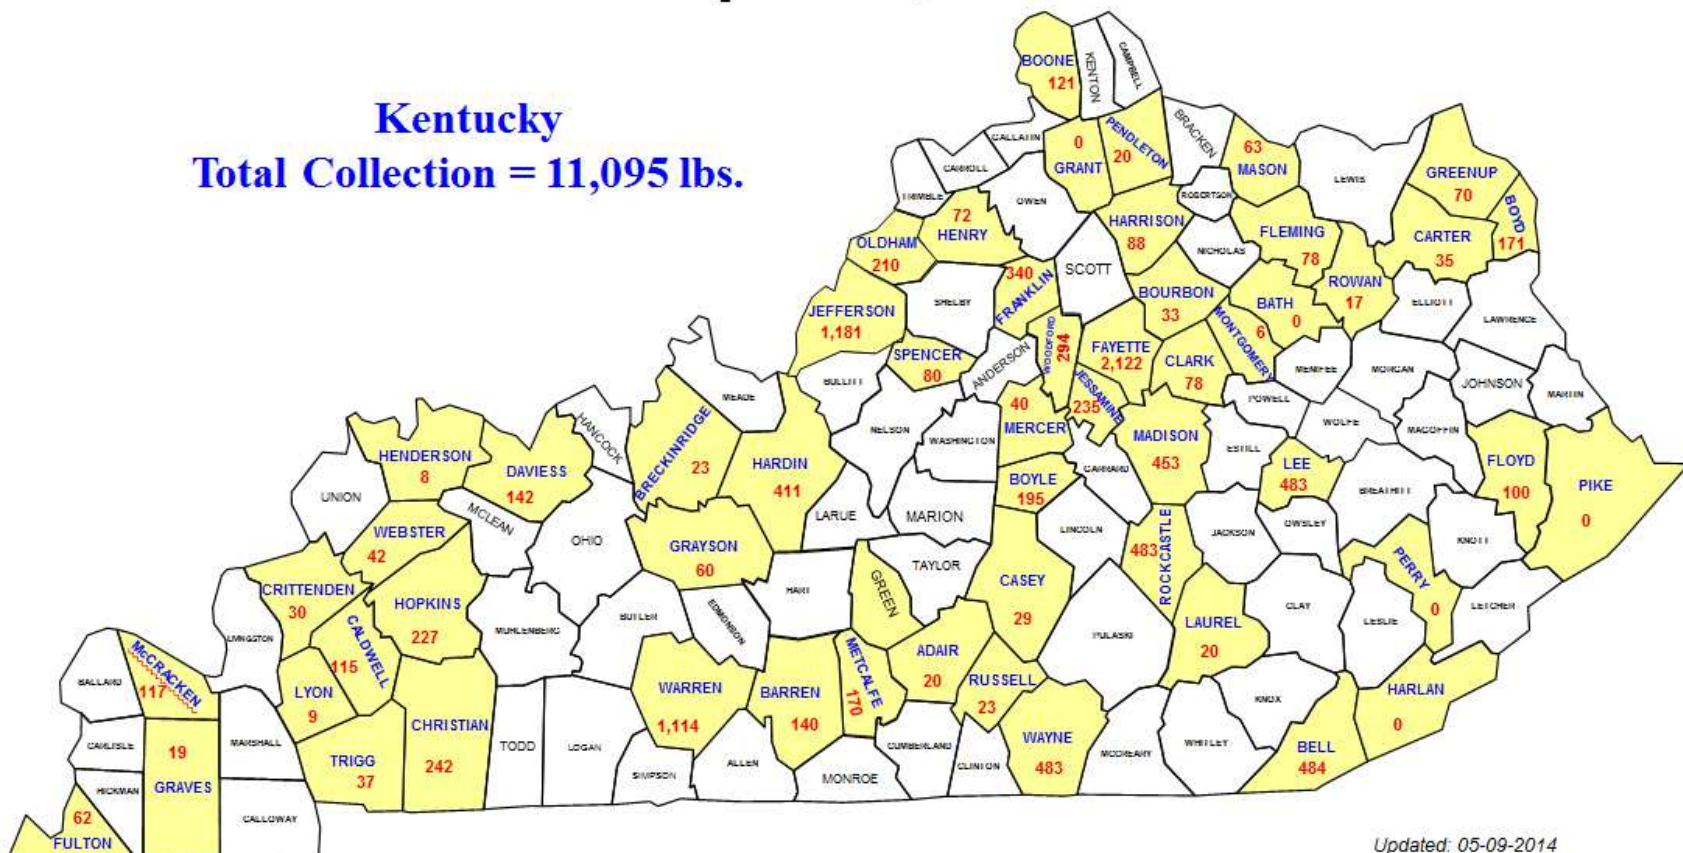 Kentucky
Total Collection = 11,095 lbs.
BOONE
121
KENTON
CAMPBELL
GALLATIN
0
GRANT
PENDLETON
20
BRACKEN
63
MASON
LEWIS
GREENUP
70
BOYD
171
CARROLL
TRIMBLE
OWEN
72
HENRY
HARRISON
88
ROBERTSON
NICHOLAS
FLEMING
78
ROWAN
17
CARTER
35
ELLIOTT
LAWRENCE
OLDHAM
210
JEFFERSON
1,181
SHELBY
340
FRANKLIN
SCOTT
BOURBON
33
BATH
0
6
MONTGOMERY
SPENCER
80
BULLITT
ANDERSON
WOODFORD
294
FAYETTE
2,122
JESSAMINE
235
CLARK
78
MENIFEE
MORGAN
JOHNSON
MARTIN
POWELL
WOLFE
MAGOFFIN
MEADE
HANCOCK
BRECKINRIDGE
23
HARDIN
411
NELSON
WASHINGTON
40
MERCER
GARRARD
MADISON
453
ESTILL
LEE
483
BREATHITT
FLOYD
100
PIKE
0
HENDERSON
8
DAVIESS
142
UNION
MCLEAN
OHIO
LARUE
MARION
BOYLE
195
LINCOLN
483
ROCKCASTLE
JACKSON
OWSLEY
PERRY
0
KNOTT
LETCHER
WEBSTER
42
CRITTENDEN
30
HOPKINS
227
GRAYSON
60
HART
GREEN
TAYLOR
CASEY
29
PULASKI
LAUREL
20
CLAY
LESLIE
LIVINGSTON
CALDWELL
115
MUHLENBERG
BUTLER
EDMONSON
METCALFE
170
ADAIR
20
RUSSELL
23
KNOX
HARLAN
0
BALLARD
McCRACKEN
117
LYON
9
CHRISTIAN
242
WARREN
1,114
BARREN
140
WAYNE
483
BELL
484
CARLISLE
19
GRAVES
MARSHALL
TRIGG
37
TODD
LOGAN
SIMPSON
ALLEN
MONROE
CUMBERLAND
CLINTON
MCCREARY
WHITLEY
HICKMAN
CALLOWAY
62
FULTON
Updated: 05-09-2014